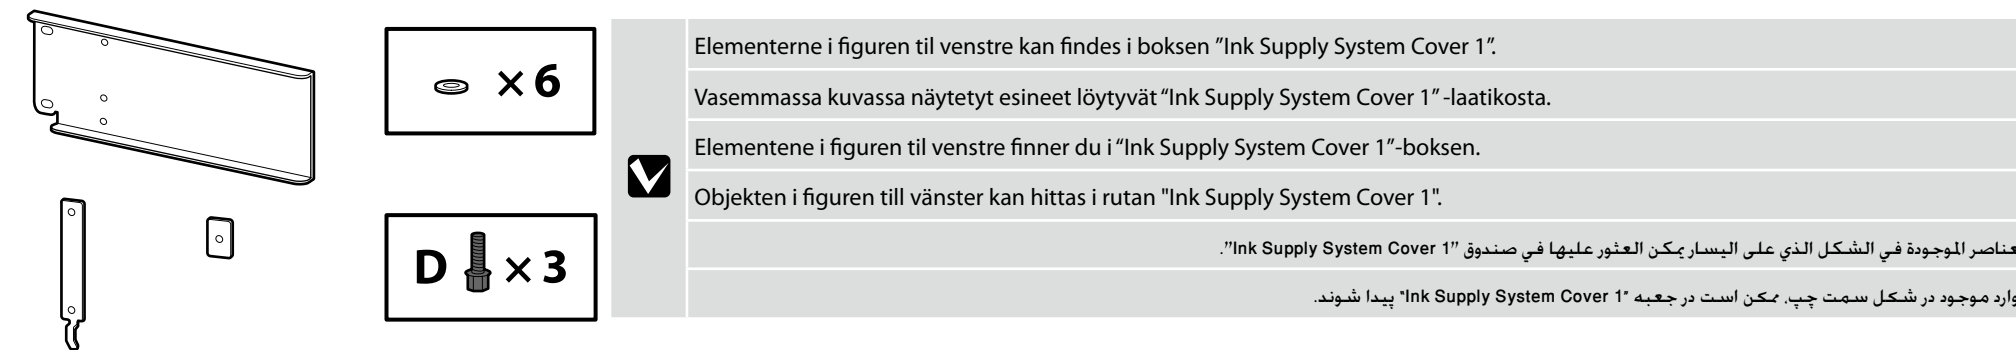 ×6
D ×3
Elementerne i figuren til venstre kan findes i boksen ”Ink Supply System Cover 1”.
Vasemmassa kuvassa näytetyt esineet löytyvät “Ink Supply System Cover 1” -laatikosta.
Elementene i figuren til venstre finner du i “Ink Supply System Cover 1”-boksen.
Objekten i figuren till vänster kan hittas i rutan "Ink Supply System Cover 1".
الموجودة في الشكل الذي على اليسار يمكن العثور عليها في صندوق ”Ink Supply System Cover 1”.
موجود در شكل سمت چپ، ممكن است در جعبه "Ink Supply System Cover 1" پيدا شوند.